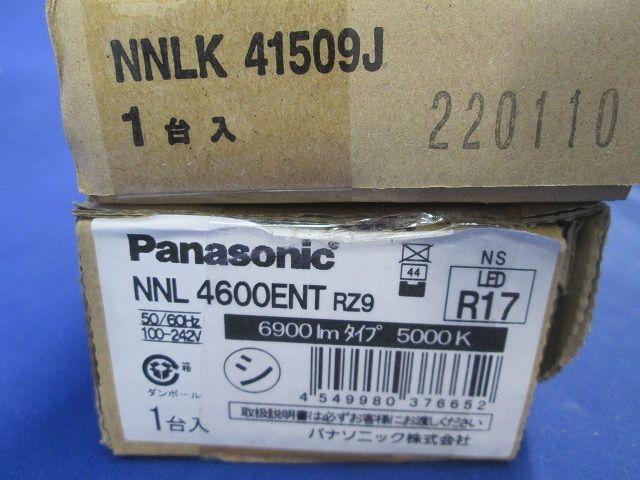 NNLK 41509J
1台入
220110
Panasonic®
NNL 4600ENT RZ9
50/60Hz
100-242V
6900 lm タイプ 5000K
44
NS
LED
R17
箱
ダンボール
シ
4 549980 376652
1台入
取扱説明書は必ずお客様にお渡しください
パナソニック株式会社